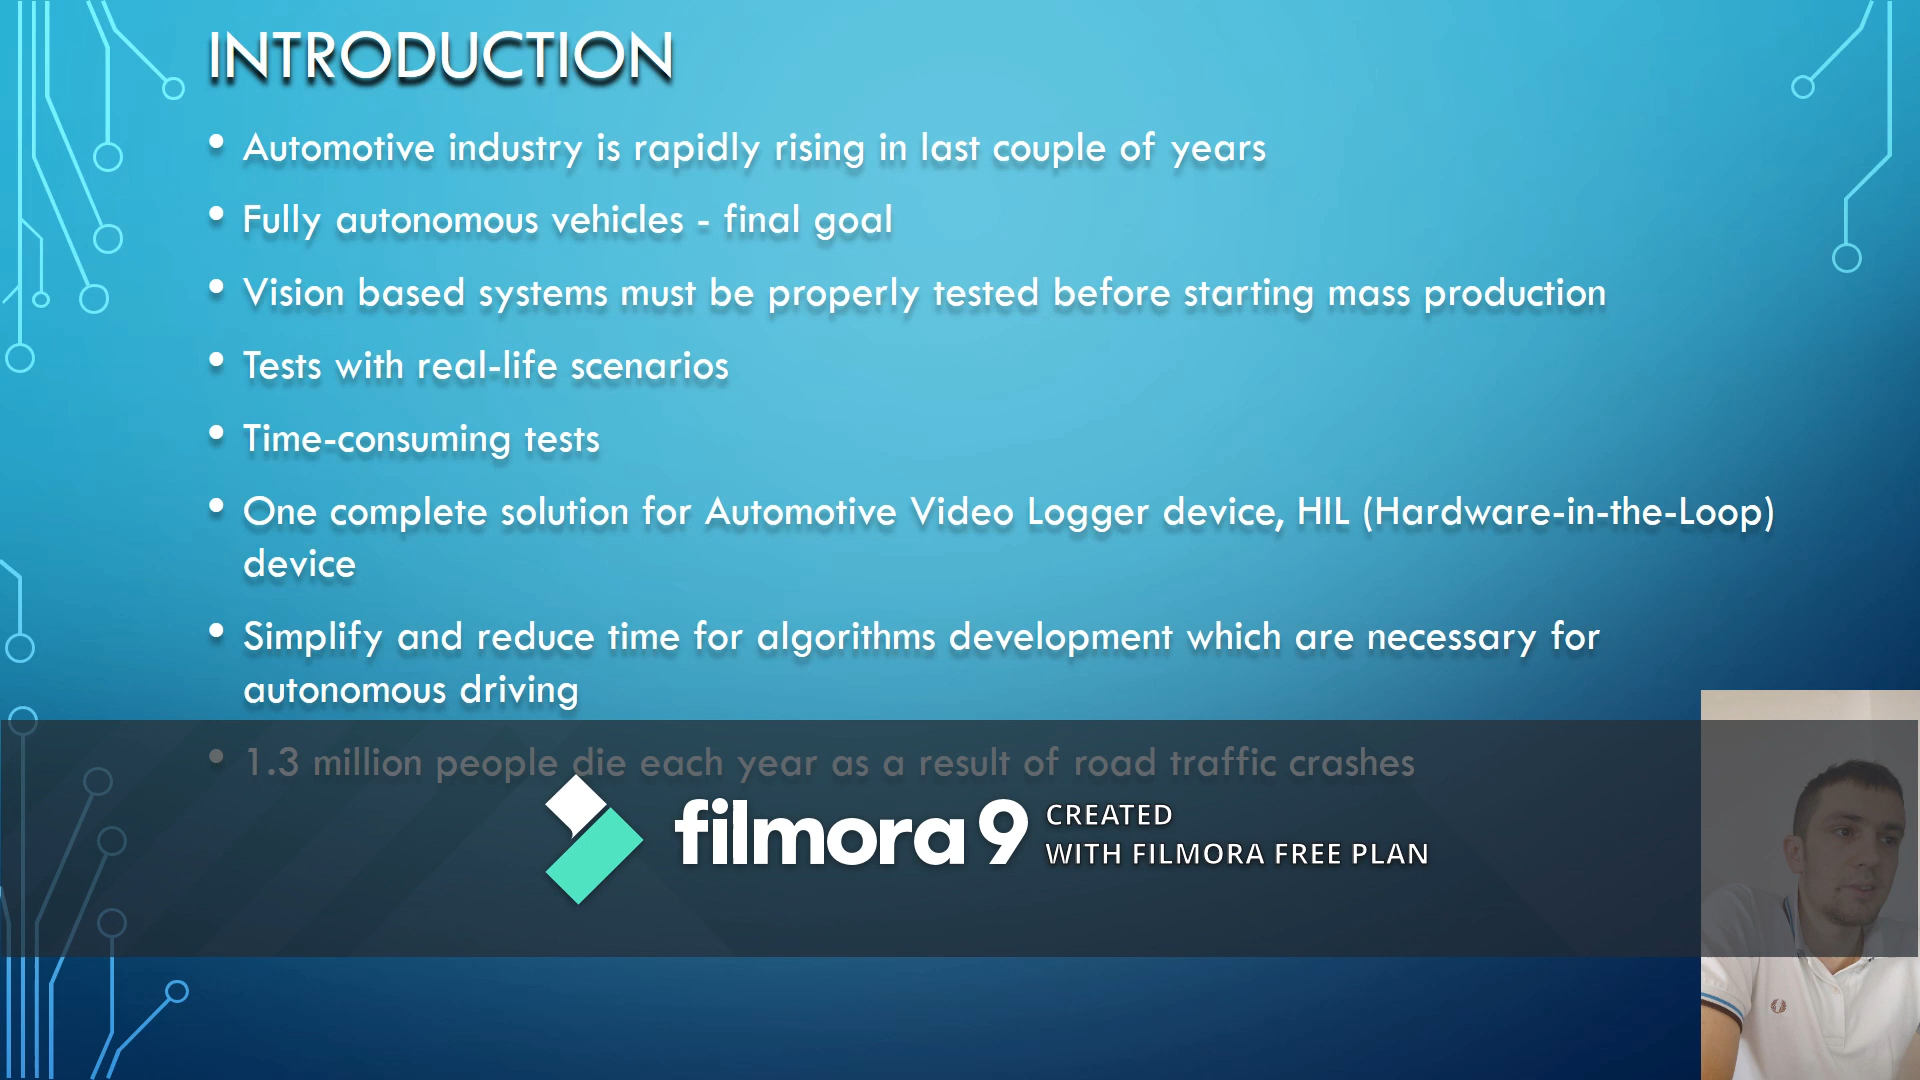 INTRODUCTION
• Automotive industry is rapidly rising in last couple of years
• Fully autonomous vehicles - final goal
• Vision based systems must be properly tested before starting mass production
• Tests with real-life scenarios
• Time-consuming tests
• One complete solution for Automotive Video Logger device, HIL (Hardware-in-the-Loop)
device
• Simplify and reduce time for algorithms development which are necessary for
autonomous driving
• 1.3 million people die each year as a result of road traffic crashes
filmora9 CREATED
WITH FILMORA FREE PLAN